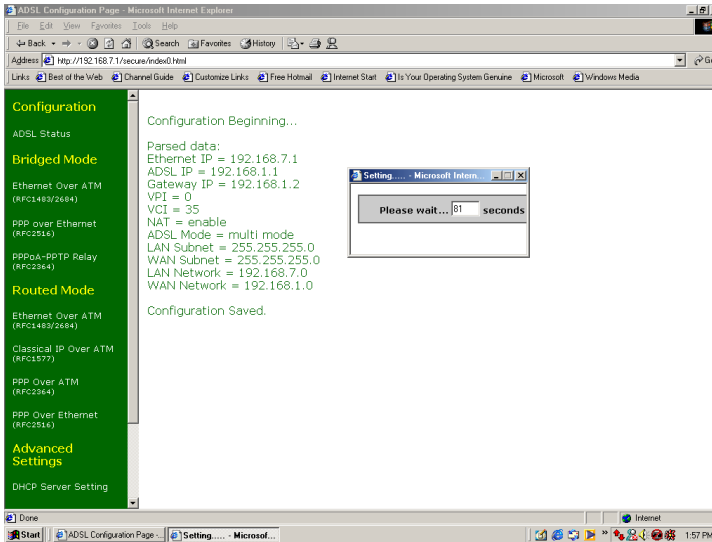 ADSL Configuration Page - Microsoft Internet Explorer
File Edit View Favorites Tools Help
Back Search Favorites History
Address http://192.168.7.1/secure/index0.html Go
Links Best of the Web Channel Guide Customize Links Free Hotmail Internet Start Is Your Operating System Genuine Microsoft Windows Media
Configuration
ADSL Status
Bridged Mode
Ethernet Over ATM
(RFC1483/2684)
PPP over Ethernet
(RFC2516)
PPPoA-PPTP Relay
(RFC2364)
Routed Mode
Ethernet Over ATM
(RFC1483/2684)
Classical IP Over ATM
(RFC1577)
PPP Over ATM
(RFC2364)
PPP Over Ethernet
(RFC2516)
Advanced
Settings
DHCP Server Setting
Configuration Beginning...
Parsed data:
Ethernet IP = 192.168.7.1
ADSL IP = 192.168.1.1
Gateway IP = 192.168.1.2
VPI = 0
VCI = 35
NAT = enable
ADSL Mode = multi mode
LAN Subnet = 255.255.255.0
WAN Subnet = 255.255.255.0
LAN Network = 192.168.7.0
WAN Network = 192.168.1.0
Configuration Saved.
Setting..... - Microsoft Intern...
Please wait... 81 seconds
Done Internet
Start ADSL Configuration Page -... Setting..... - Microsof... 1:57 PM